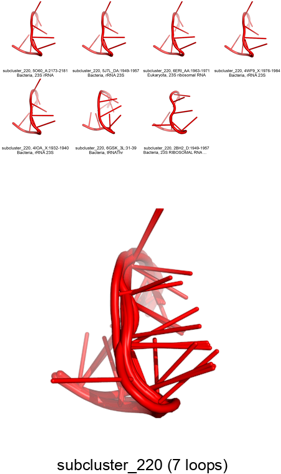 subcluster_220, 5O60_A:2173-2181
Bacteria, 23S rRNA
subcluster_220, 5J7L_DA:1949-1957
Bacteria, rRNA 23S
subcluster_220, 6ERI_AA:1963-1971
Eukaryota, 23S ribosomal RNA
subcluster_220, 4WF9_X:1976-1984
Bacteria, rRNA 23S
subcluster_220, 4IOA_X:1932-1940
Bacteria, rRNA 23S
subcluster_220, 6GSK_3L:31-39
Bacteria, tRNAThr
subcluster_220, 2BH2_D:1949-1957
Bacteria, 23S RIBOSOMAL RNA ...
subcluster_220 (7 loops)